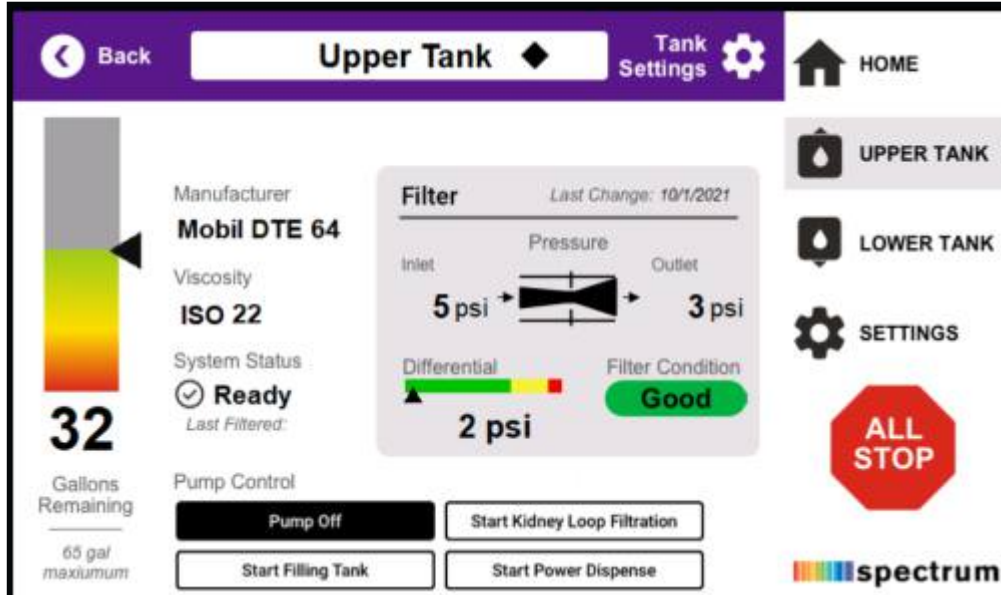 Back
Upper Tank
Tank
Settings
HOME
UPPER TANK
LOWER TANK
SETTINGS
ALL
STOP
32
Gallons
Remaining
65 gal
maxiumum
Manufacturer
Mobil DTE 64
Viscosity
ISO 22
System Status
Ready
Last Filtered:
Filter
Last Change: 10/1/2021
Pressure
Inlet
5 psi
Outlet
3 psi
Differential
2 psi
Filter Condition
Good
Pump Control
Pump Off
Start Kidney Loop Filtration
Start Filling Tank
Start Power Dispense
spectrum